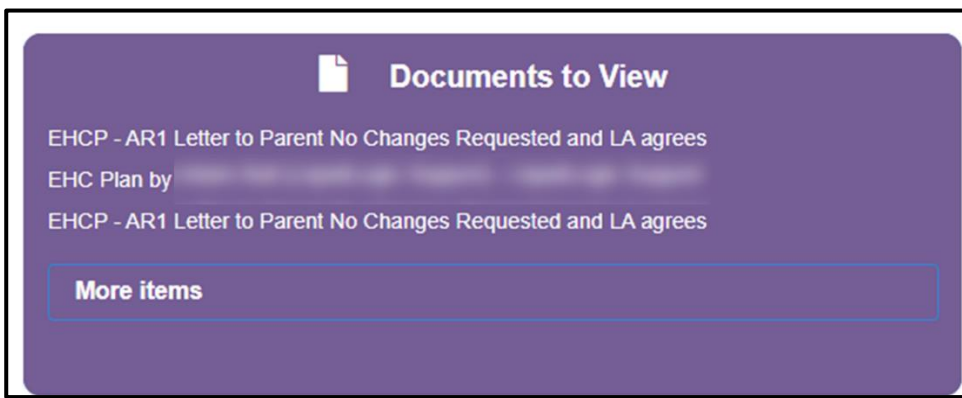 Documents to View
EHCP - AR1 Letter to Parent No Changes Requested and LA agrees
EHC Plan by
EHCP - AR1 Letter to Parent No Changes Requested and LA agrees
More items